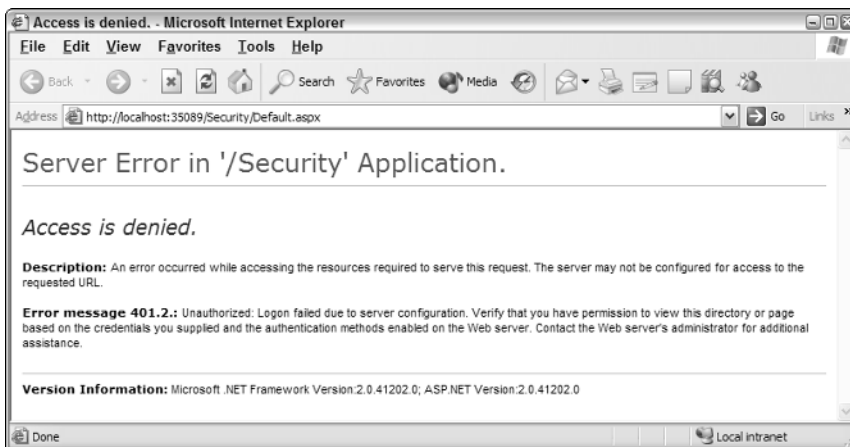 Access is denied. - Microsoft Internet Explorer
File Edit View Favorites Tools Help
Back Search Favorites Media
Address http://localhost:35089/Security/Default.aspx Go Links »
Server Error in '/Security' Application.
Access is denied.
Description: An error occurred while accessing the resources required to serve this request. The server may not be configured for access to the
requested URL.
Error message 401.2.: Unauthorized: Logon failed due to server configuration. Verify that you have permission to view this directory or page
based on the credentials you supplied and the authentication methods enabled on the Web server. Contact the Web server's administrator for additional
assistance.
Version Information: Microsoft .NET Framework Version:2.0.41202.0; ASP.NET Version:2.0.41202.0
Done Local intranet